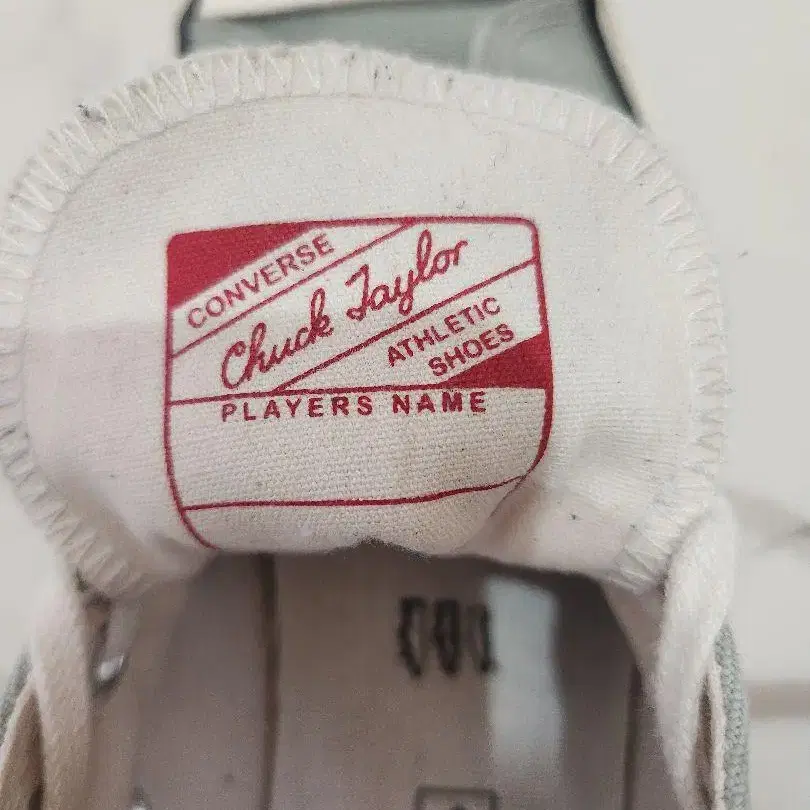 CONVERSE
Chuck Taylor
ATHLETIC
SHOES
PLAYERS NAME